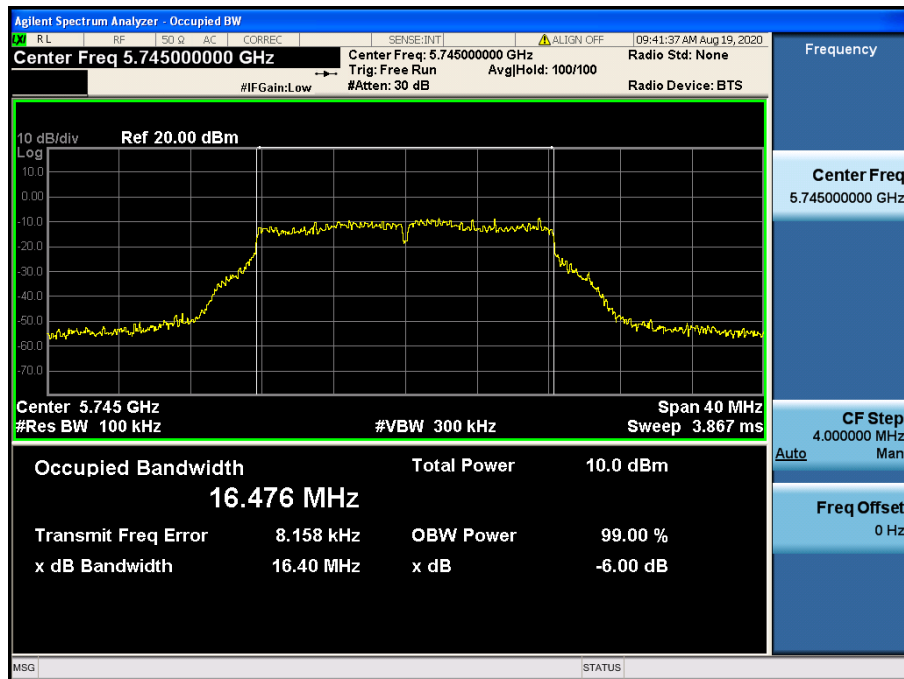 Agilent Spectrum Analyzer - Occupied BW
LXI RL RF 50 Ω AC CORREC SENSE:INT ALIGN OFF 09:41:37 AM Aug 19, 2020
Center Freq 5.745000000 GHz
Center Freq: 5.745000000 GHz Radio Std: None
Trig: Free Run Avg|Hold: 100/100
#IFGain:Low #Atten: 30 dB Radio Device: BTS
10 dB/div Ref 20.00 dBm
Log
10.0
0.00
-10.0
-20.0
-30.0
-40.0
-50.0
-60.0
-70.0
Center 5.745 GHz Span 40 MHz
#Res BW 100 kHz #VBW 300 kHz Sweep 3.867 ms
Occupied Bandwidth Total Power 10.0 dBm
16.476 MHz
Transmit Freq Error 8.158 kHz OBW Power 99.00 %
x dB Bandwidth 16.40 MHz x dB -6.00 dB
MSG STATUS
Frequency
Center Freq
5.745000000 GHz
CF Step
4.000000 MHz
Auto Man
Freq Offset
0 Hz